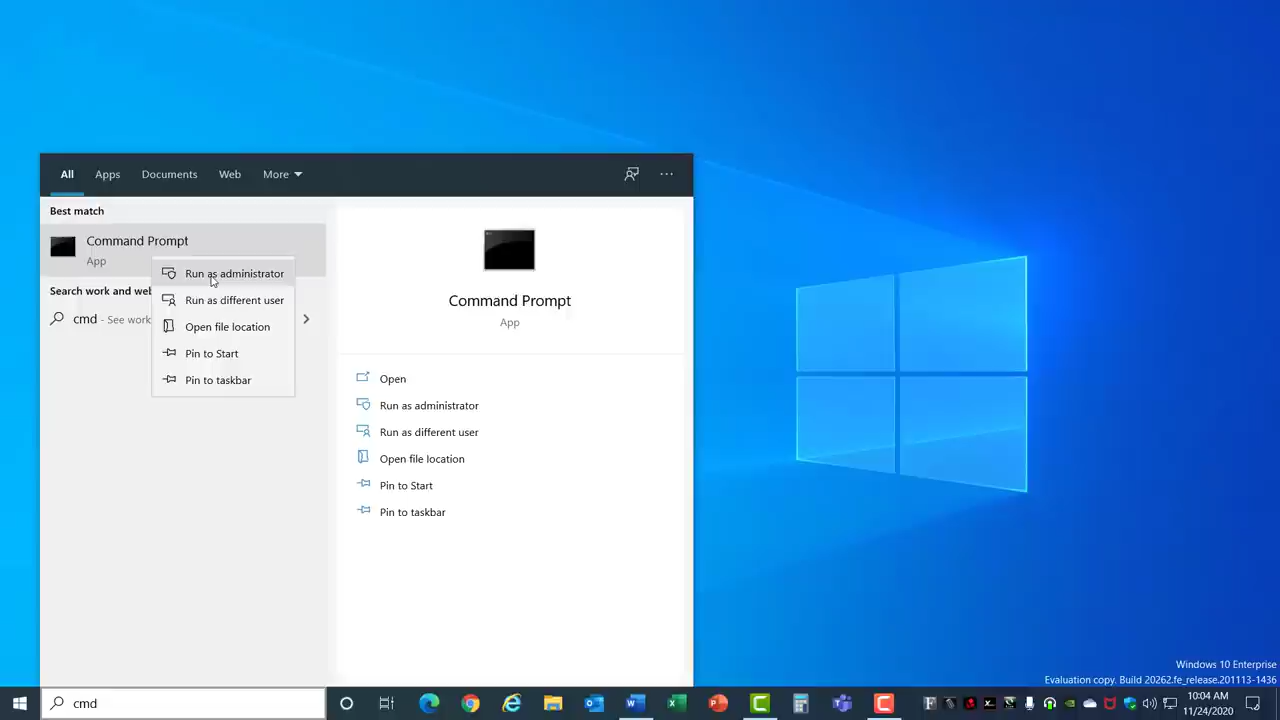 All Apps Documents Web More
Best match
Command Prompt
App
Search work and web
cmd - See work
Run as administrator
Run as different user
Open file location
Pin to Start
Pin to taskbar
Command Prompt
App
Open
Run as administrator
Run as different user
Open file location
Pin to Start
Pin to taskbar
Windows 10 Enterprise
Evaluation copy. Build 20262.fe_release.201113-1436
cmd
10:04 AM
11/24/2020